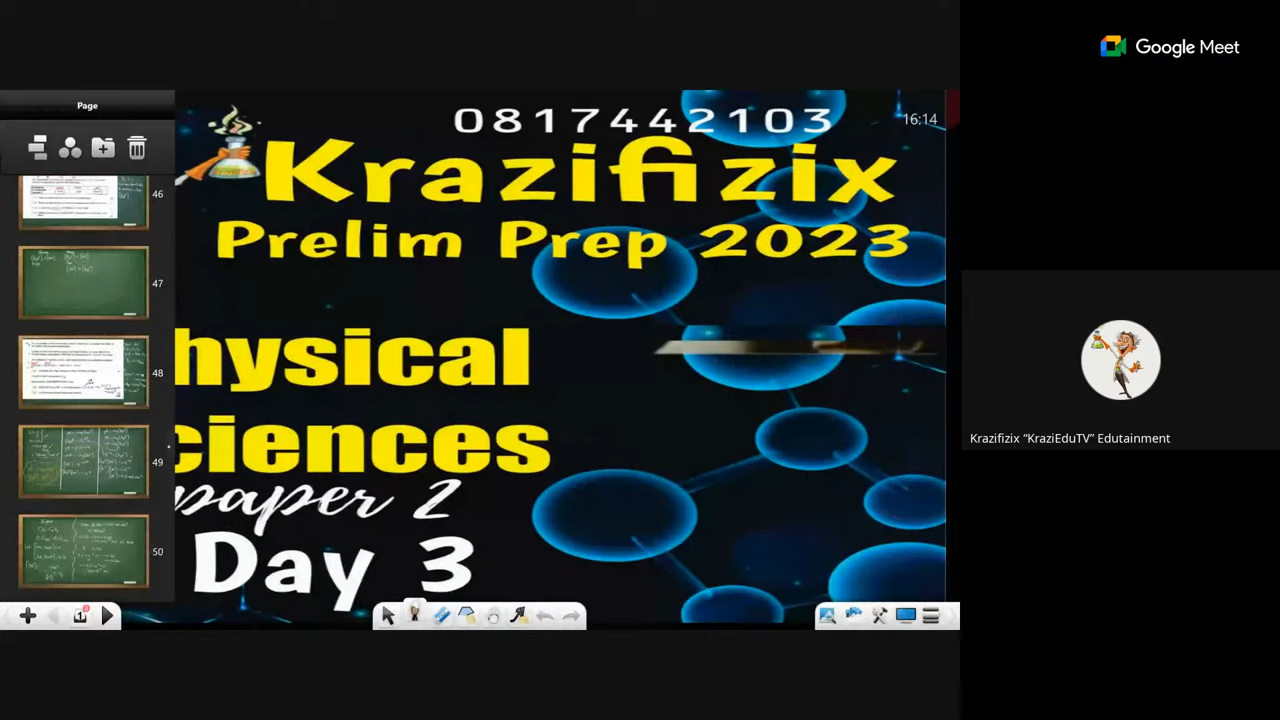 Google Meet
Page
0817442103
16:14
Krazifizix
Prelim Prep 2023
46
47
hysical
48
ciences
49
paper 2
Day 3
50
1
Krazifizix “KraziEduTV” Edutainment